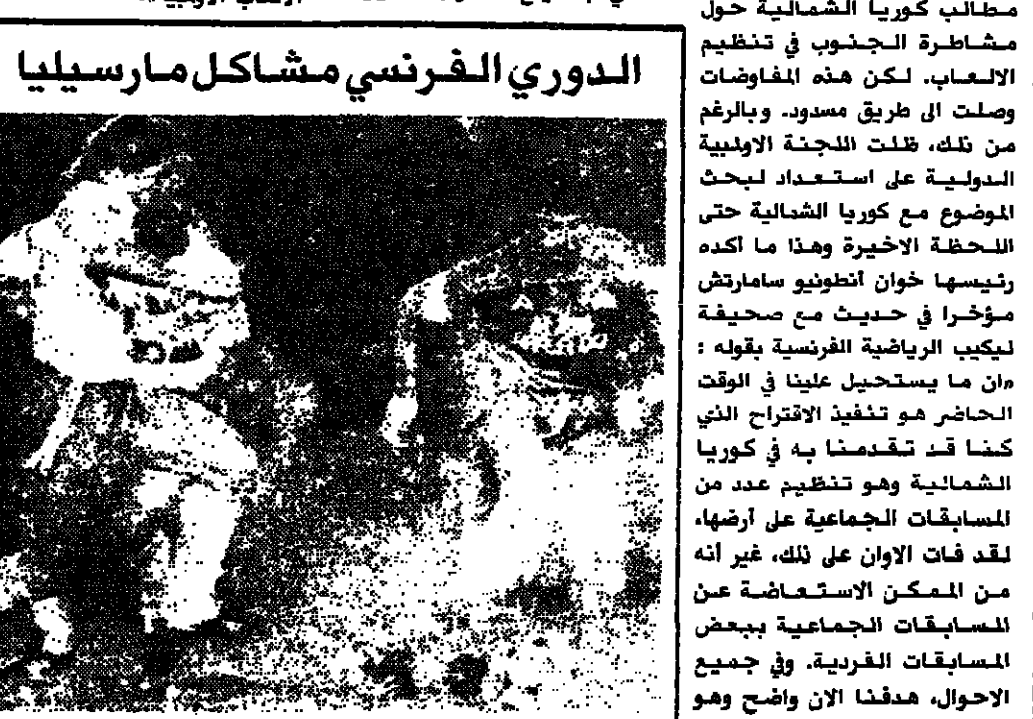 مطالب كوريا الشمالية حول
مشاطرة الجنوب في تنظيم
الالعاب. لكن هذه المفاوضات
وصلت الى طريق مسدود. وبالرغم
من ذلك، ظلت اللجنة الاولمبية
الدولية على استعداد لبحث
الموضوع مع كوريا الشمالية حتى
اللحظة الاخيرة وهذا ما أكده
رئيسها خوان أنطونيو سامارتش
مؤخرا في حديث مع صحيفة
ليكيب الرياضية الفرنسية بقوله :
«ان ما يستحيل علينا في الوقت
الحاضر هو تنفيذ الاقتراح الذي
كنا قد تقدمنا به في كوريا
الشمالية وهو تنظيم عدد من
المسابقات الجماعية على أرضها،
لقد فات الاوان على ذلك، غير أنه
من الممكن الاستعاضة عن
المسابقات الجماعية ببعض
المسابقات الفردية. وفي جميع
الاحوال، هدفنا الان واضح وهو
الدوري الفرنسي مشاكل مارسيليا